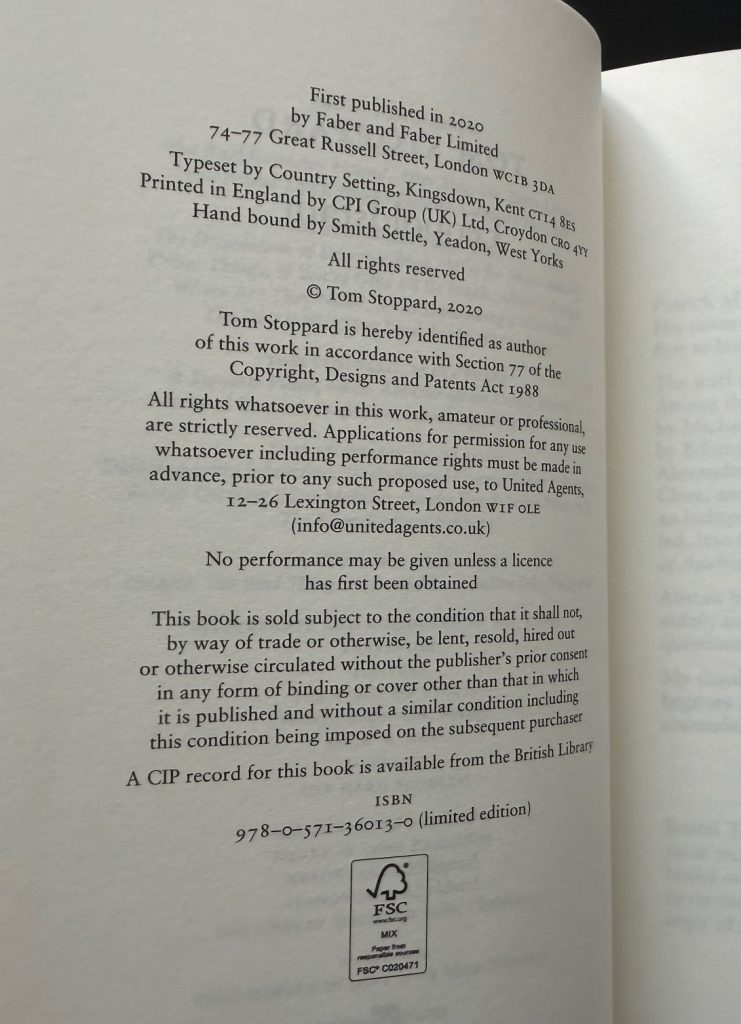 First published in 2020
by Faber and Faber Limited
74–77 Great Russell Street, London WC1B 3DA
Typeset by Country Setting, Kingsdown, Kent CT14 8ES
Printed in England by CPI Group (UK) Ltd, Croydon CR0 4YY
Hand bound by Smith Settle, Yeadon, West Yorks
All rights reserved
© Tom Stoppard, 2020
Tom Stoppard is hereby identified as author
of this work in accordance with Section 77 of the
Copyright, Designs and Patents Act 1988
All rights whatsoever in this work, amateur or professional,
are strictly reserved. Applications for permission for any use
whatsoever including performance rights must be made in
advance, prior to any such proposed use, to United Agents,
12–26 Lexington Street, London W1F 0LE
(info@unitedagents.co.uk)
No performance may be given unless a licence
has first been obtained
This book is sold subject to the condition that it shall not,
by way of trade or otherwise, be lent, resold, hired out
or otherwise circulated without the publisher's prior consent
in any form of binding or cover other than that in which
it is published and without a similar condition including
this condition being imposed on the subsequent purchaser
A CIP record for this book is available from the British Library
ISBN
978–0–571–36013–0 (limited edition)
FSC
www.fsc.org
MIX
Paper from
responsible sources
FSC® C020471